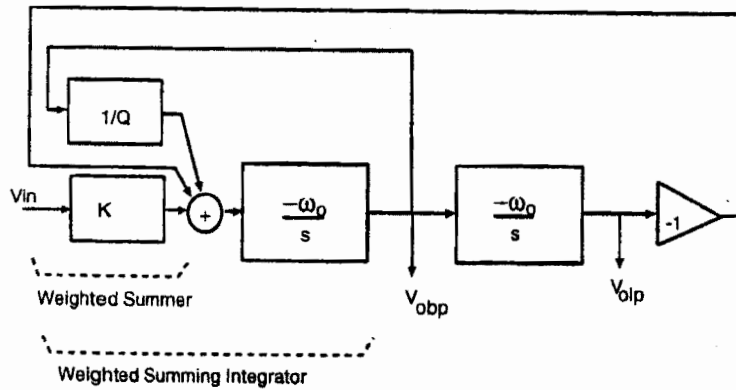 1/Q
Vin
K
+
-ω₀
s
-ω₀
s
-1
Vobp
Volp
Weighted Summer
Weighted Summing Integrator